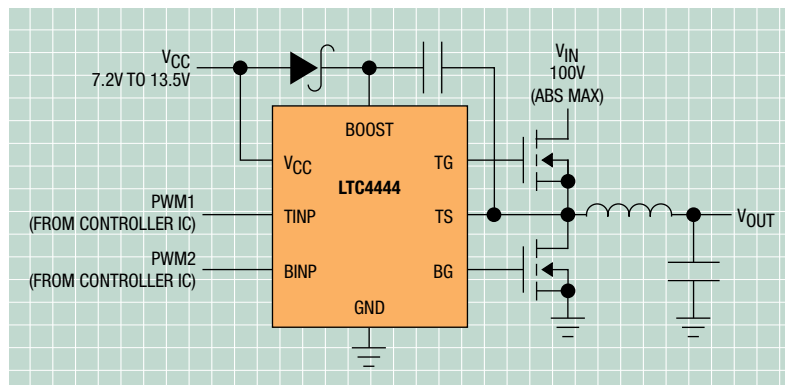 VCC
7.2V TO 13.5V
VIN
100V
(ABS MAX)
BOOST
VCC
TG
LTC4444
PWM1
(FROM CONTROLLER IC)
TINP
TS
VOUT
PWM2
(FROM CONTROLLER IC)
BINP
BG
GND